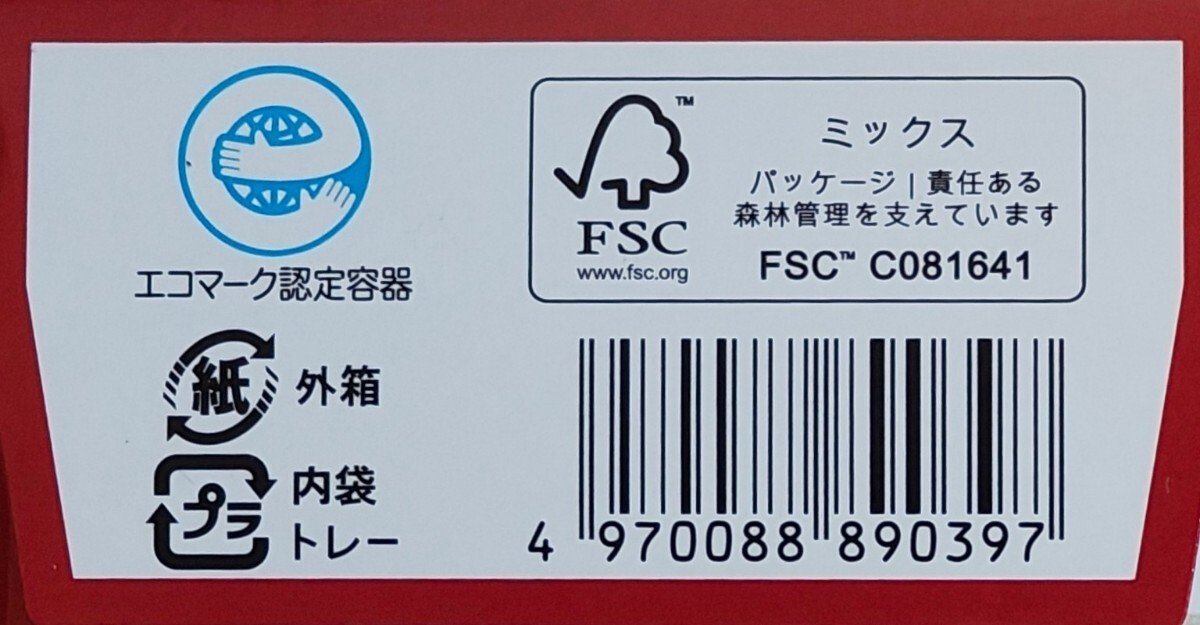 エコマーク認定容器
紙 外箱
プラ 内袋
トレー
™
FSC
www.fsc.org
ミックス
パッケージ | 責任ある
森林管理を支えています
FSC™ C081641
4 970088 890397